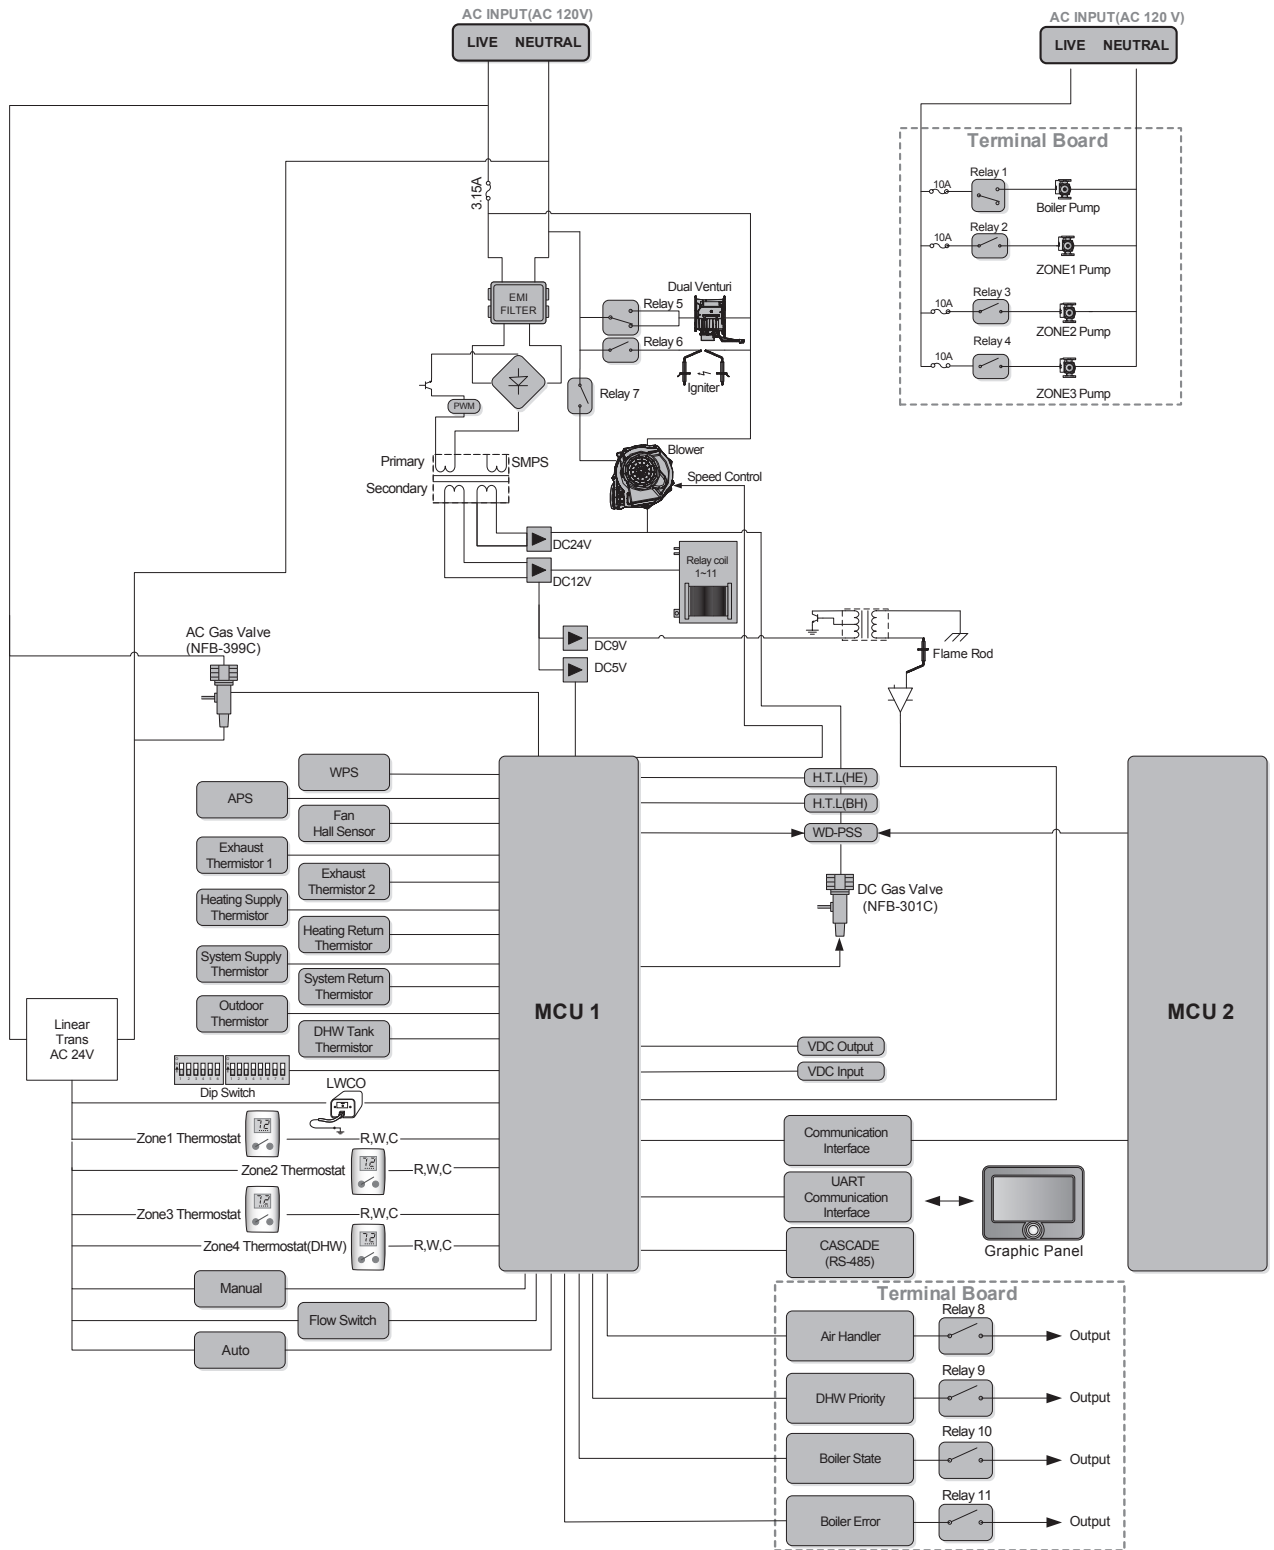 AC INPUT(AC 120V)
LIVE NEUTRAL
AC INPUT(AC 120 V)
LIVE NEUTRAL
Terminal Board
10A
Relay 1
Boiler Pump
10A
Relay 2
ZONE1 Pump
10A
Relay 3
ZONE2 Pump
10A
Relay 4
ZONE3 Pump
3.15A
EMI
FILTER
Dual Venturi
Relay 5
Relay 6
Igniter
Relay 7
PWM
Primary
SMPS
Secondary
Blower
Speed Control
DC24V
DC12V
Relay coil
1~11
DC9V
DC5V
Flame Rod
AC Gas Valve
(NFB-399C)
WPS
APS
Fan
Hall Sensor
Exhaust
Thermistor 1
Exhaust
Thermistor 2
Heating Supply
Thermistor
Heating Return
Thermistor
System Supply
Thermistor
System Return
Thermistor
Outdoor
Thermistor
DHW Tank
Thermistor
Linear
Trans
AC 24V
Dip Switch
LWCO
Zone1 Thermostat
72
R,W,C
Zone2 Thermostat
72
R,W,C
Zone3 Thermostat
72
R,W,C
Zone4 Thermostat(DHW)
72
R,W,C
Manual
Flow Switch
Auto
MCU 1
H.T.L(HE)
H.T.L(BH)
WD-PSS
DC Gas Valve
(NFB-301C)
VDC Output
VDC Input
Communication
Interface
UART
Communication
Interface
CASCADE
(RS-485)
Graphic Panel
MCU 2
Terminal Board
Air Handler
Relay 8
Output
DHW Priority
Relay 9
Output
Boiler State
Relay 10
Output
Boiler Error
Relay 11
Output